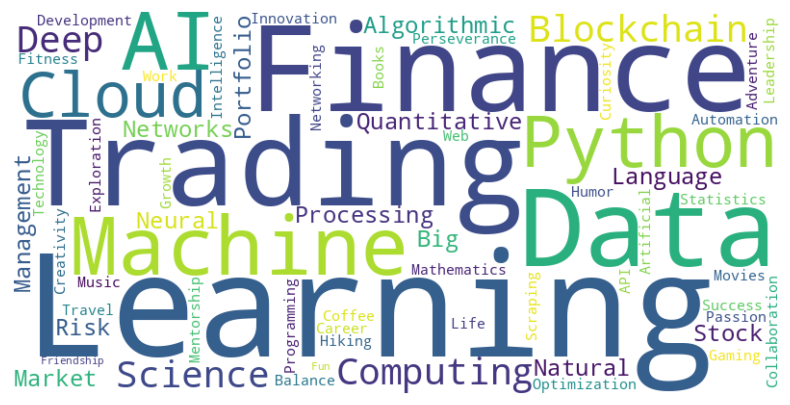 Development
Innovation
Deep
AI
Intelligence
Portfolio
Finance
Algorithmic
Perseverance
Blockchain
Leadership
Fitness
Work
Networking
Books
Curiosity
Adventure
Cloud
Automation
Trading
Quantitative
Networks
Web
Python
Technology
Exploration
Growth
Language
Management
Creativity
Neural
Processing
Humor
Statistics
Machine
Big
Data
Artificial
API
Mathematics
Movies
Music
Learning
Travel
Risk
Mentorship
Programming
Coffee
Career
Hiking
Life
Scraping
Success
Passion
Stock
Collaboration
Friendship
Fun
Gaming
Market
Science
Balance
Computing
Natural
Optimization